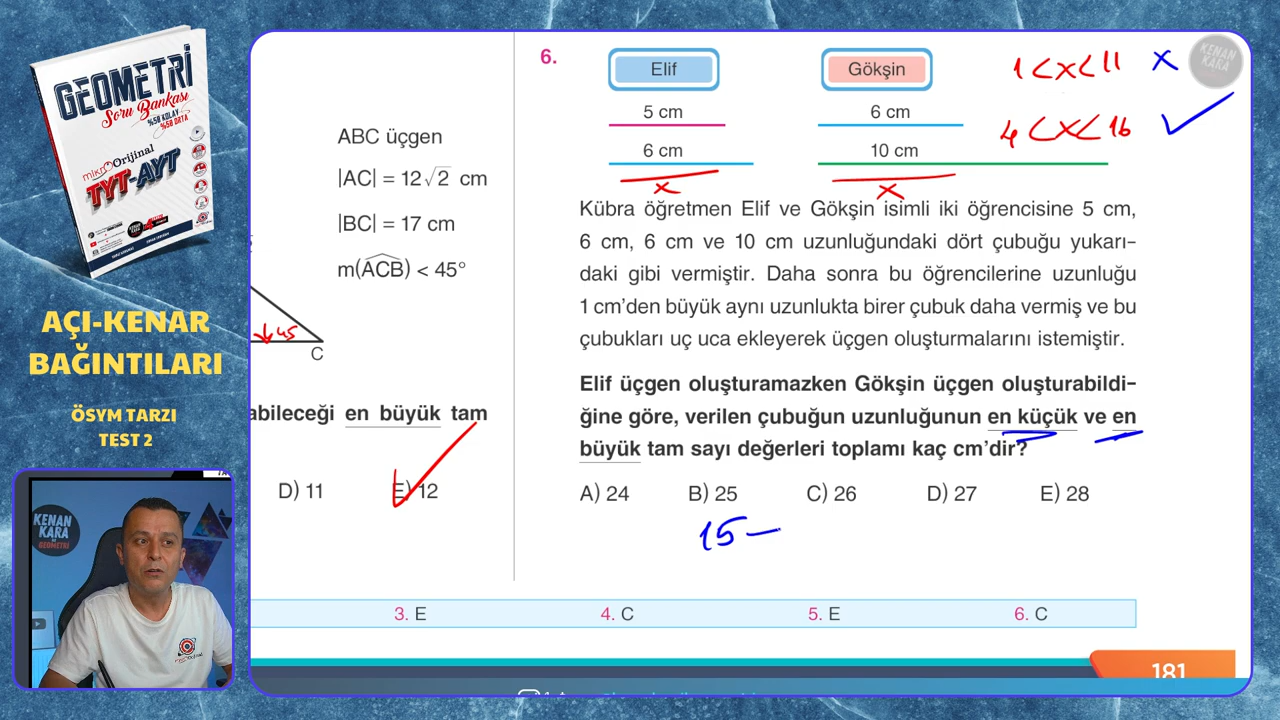 GEOMETRİ
Soru Bankası
%50 KOLAY
%50 ORTA
mikro Orijinal
TYT-AYT
AÇI-KENAR
BAĞINTILARI
ÖSYM TARZI
TEST 2
KENAN
KARA
GEOMETRİ
ABC üçgen
|AC| = 12√2 cm
|BC| = 17 cm
m(ACB) < 45°
45
C
abileceği en büyük tam
D) 11 E) 12
6.
Elif Gökşin
5 cm 6 cm
6 cm 10 cm
x x
1 < x < 11 x
4 < x < 16
KENAN
KARA
Kübra öğretmen Elif ve Gökşin isimli iki öğrencisine 5 cm,
6 cm, 6 cm ve 10 cm uzunluğundaki dört çubuğu yukarı-
daki gibi vermiştir. Daha sonra bu öğrencilerine uzunluğu
1 cm'den büyük aynı uzunlukta birer çubuk daha vermiş ve bu
çubukları uç uca ekleyerek üçgen oluşturmalarını istemiştir.
Elif üçgen oluşturamazken Gökşin üçgen oluşturabildi-
ğine göre, verilen çubuğun uzunluğunun en küçük ve en
büyük tam sayı değerleri toplamı kaç cm'dir?
A) 24 B) 25 C) 26 D) 27 E) 28
15 -
3. E 4. C 5. E 6. C
181